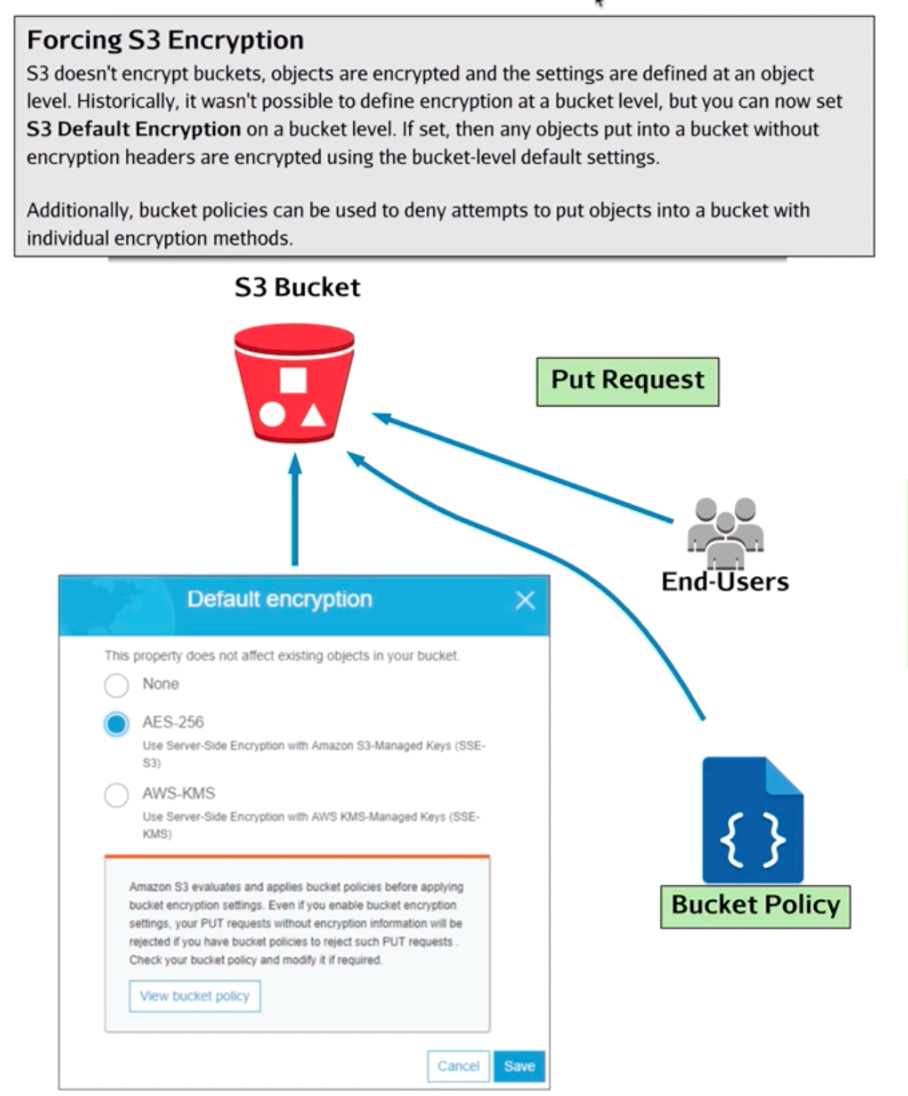 Forcing S3 Encryption
S3 doesn't encrypt buckets, objects are encrypted and the settings are defined at an object
level. Historically, it wasn't possible to define encryption at a bucket level, but you can now set
S3 Default Encryption on a bucket level. If set, then any objects put into a bucket without
encryption headers are encrypted using the bucket-level default settings.
Additionally, bucket policies can be used to deny attempts to put objects into a bucket with
individual encryption methods.
S3 Bucket
Put Request
End-Users
Default encryption
This property does not affect existing objects in your bucket.
None
AES-256
Use Server-Side Encryption with Amazon S3-Managed Keys (SSE-
S3)
AWS-KMS
Use Server-Side Encryption with AWS KMS-Managed Keys (SSE-
KMS)
Amazon S3 evaluates and applies bucket policies before applying
bucket encryption settings. Even if you enable bucket encryption
settings, your PUT requests without encryption information will be
rejected if you have bucket policies to reject such PUT requests .
Check your bucket policy and modify it if required.
View bucket policy
Cancel
Save
{ }
Bucket Policy